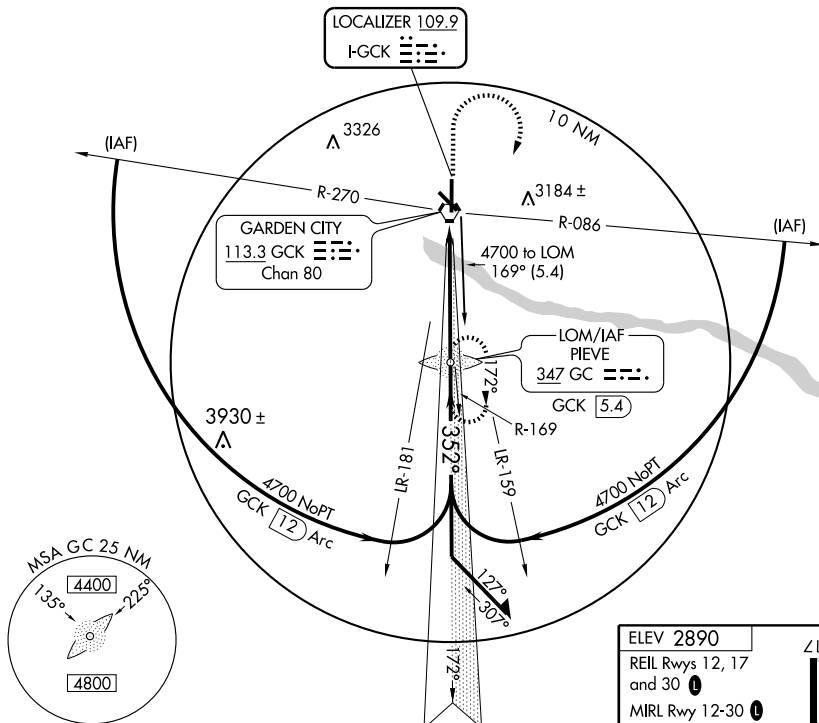 LOCALIZER 109.9
I-GCK
10 NM
3326
(IAF)
R-270
3184 ±
R-086
(IAF)
GARDEN CITY
113.3 GCK
Chan 80
4700 to LOM
169° (5.4)
LOM/IAF
PIEVE
347 GC
GCK 5.4
172°
R-169
352°
3930 ±
LR-181
LR-159
4700 NoPT
GCK 12 Arc
4700 NoPT
GCK 12 Arc
127°
307°
172°
MSA GC 25 NM
4400
135°
225°
4800
ELEV 2890
REIL Rwys 12, 17
and 30 L
MIRL Rwy 12-30 L